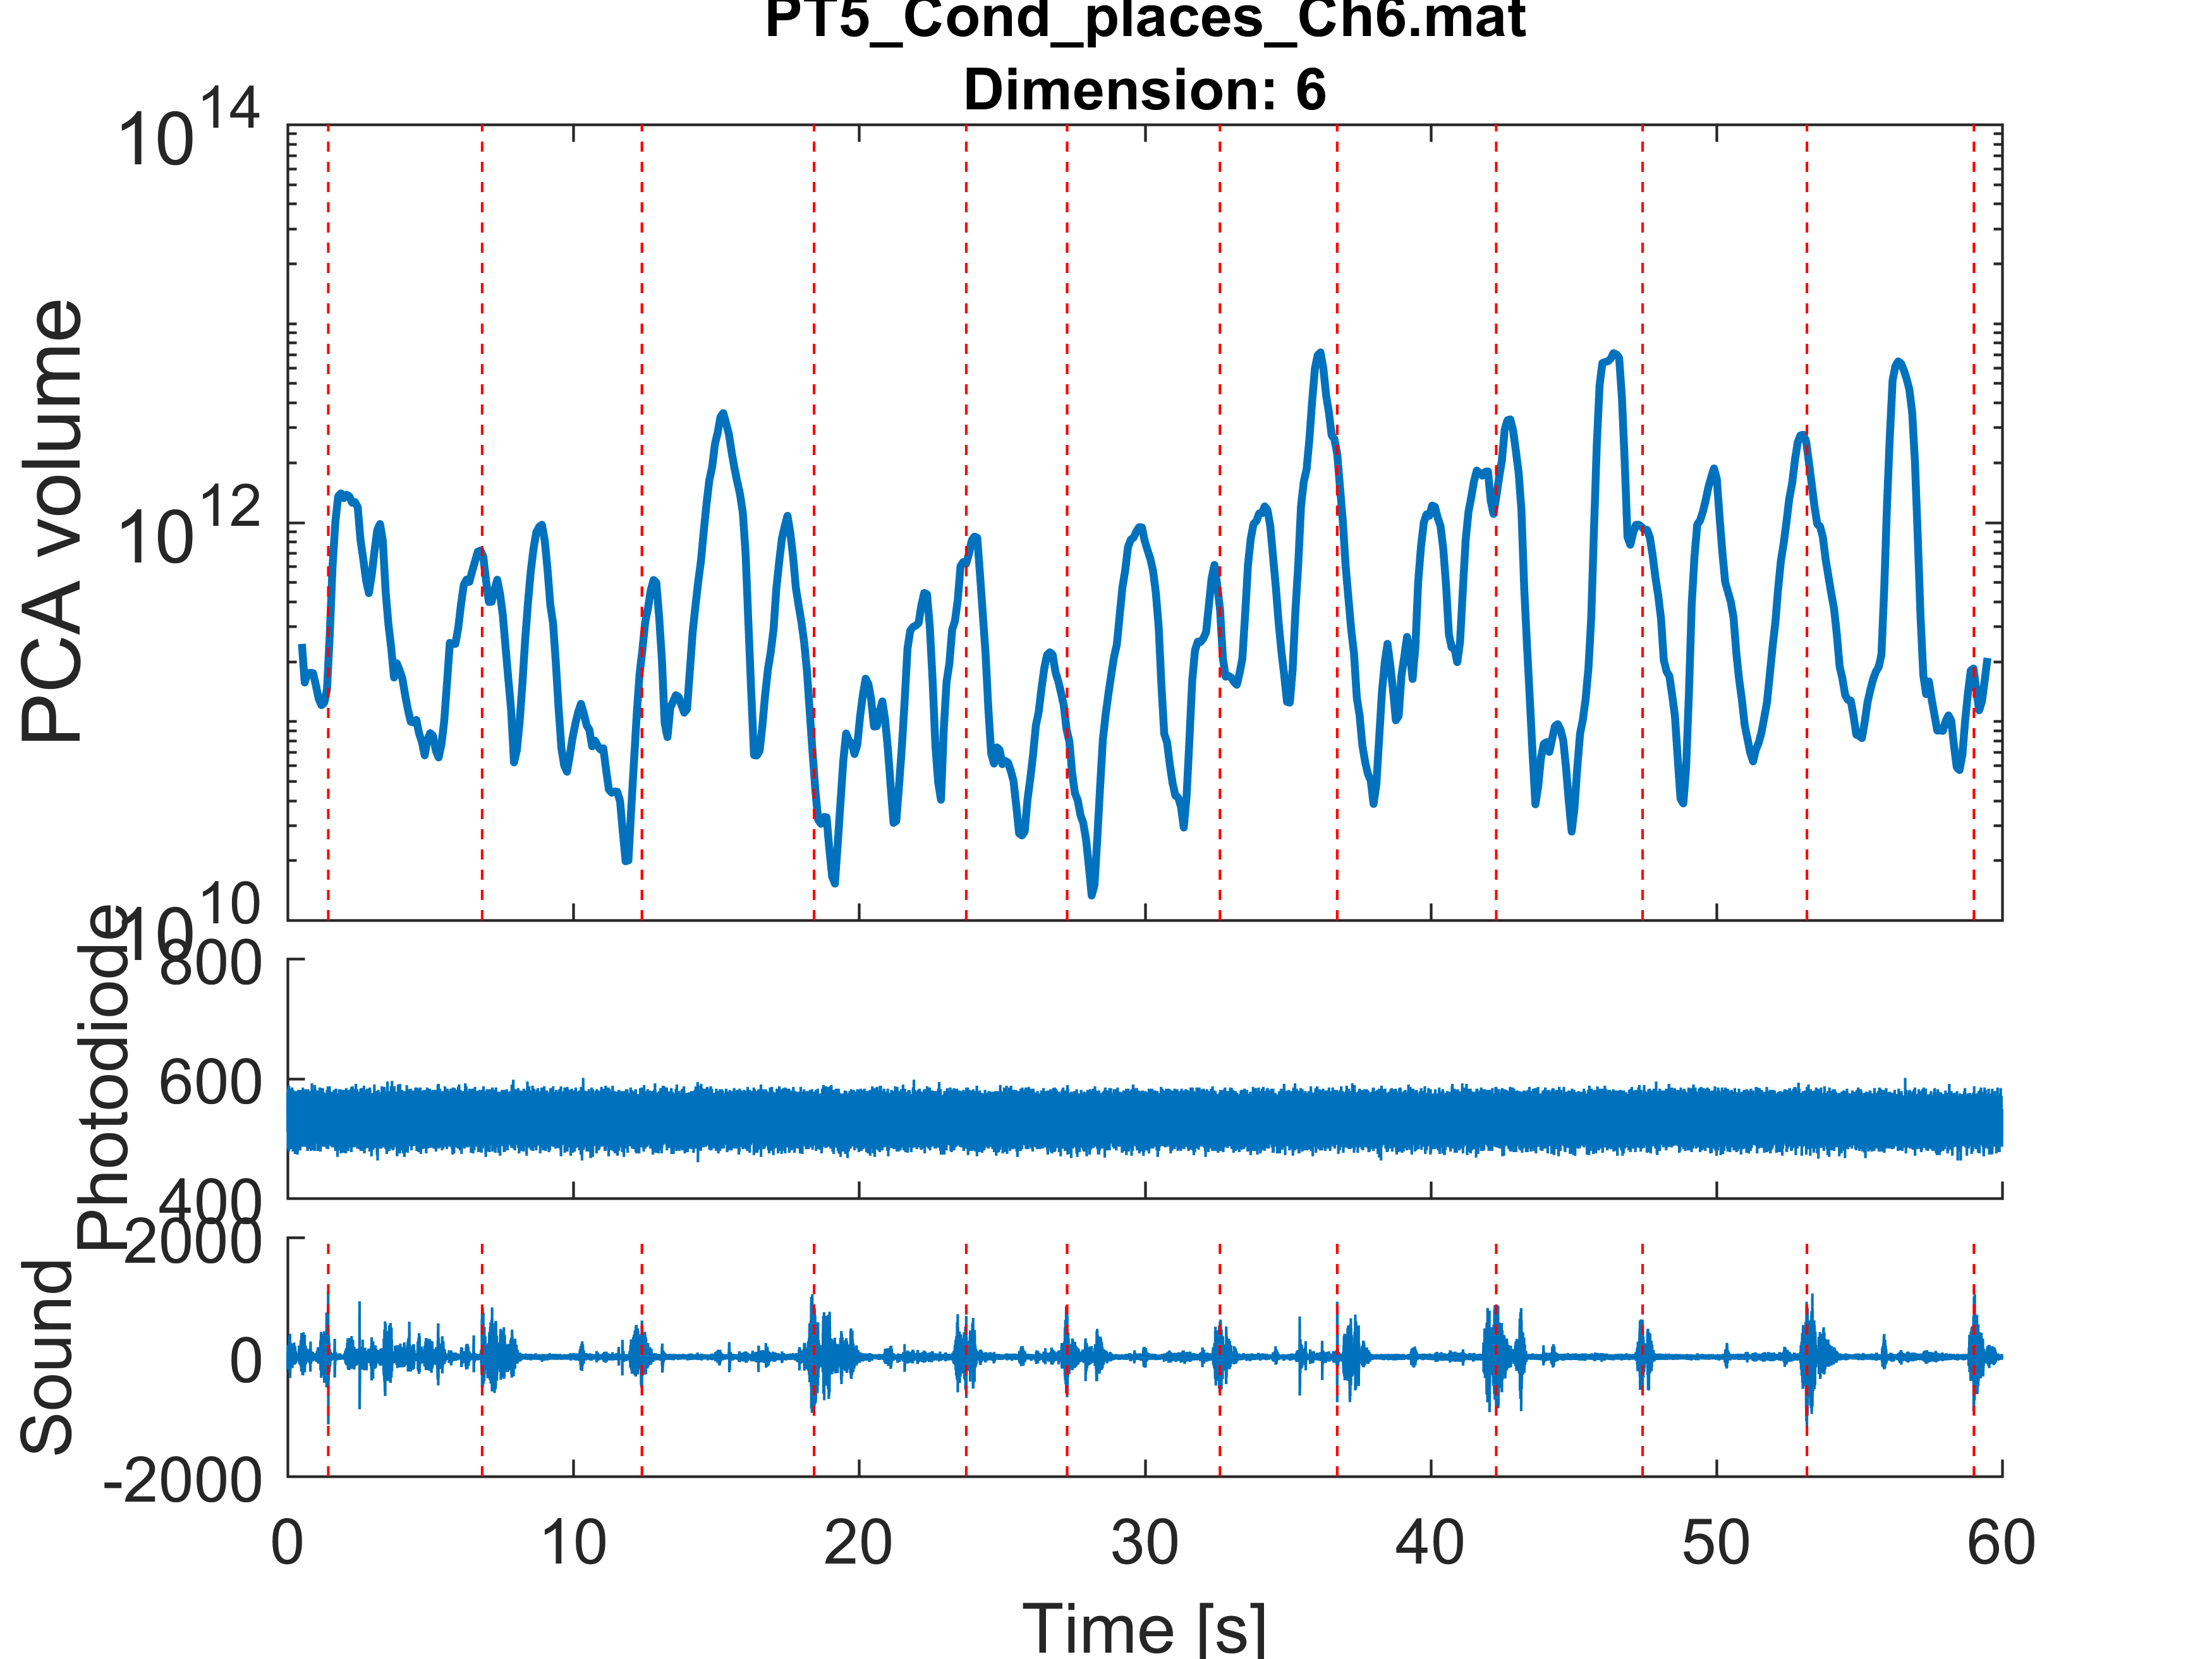 PT5_Cond_places_Ch6.mat
Dimension: 6
10^14
10^12
10^10
PCA volume
800
600
400
Photodiode
2000
0
-2000
Sound
0 10 20 30 40 50 60
Time [s]